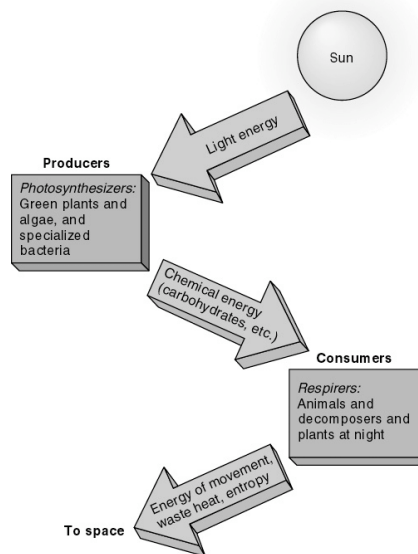 Sun
Light energy
Producers
Photosynthesizers:
Green plants and
algae, and
specialized
bacteria
Chemical energy
(carbohydrates, etc.)
Consumers
Respirers:
Animals and
decomposers and
plants at night
Energy of movement,
waste heat, entropy
To space